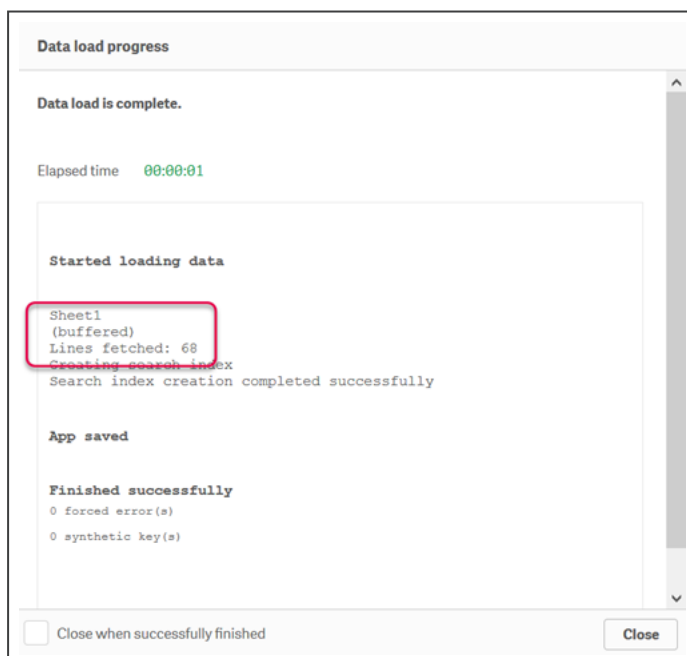 Data load progress
Data load is complete.
Elapsed time 00:00:01
Started loading data
Sheet1
(buffered)
Lines fetched: 68
Creating search index
Search index creation completed successfully
App saved
Finished successfully
0 forced error(s)
0 synthetic key(s)
Close when successfully finished
Close